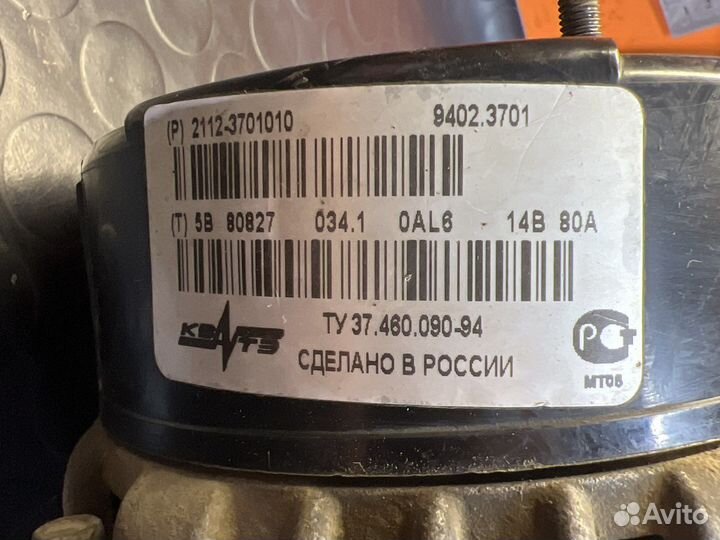 (P) 2112-3701010 9402.3701
(T) 5B 80827 034.1 0AL6 14B 80A
КВАТЭ
ТУ 37.460.090-94
СДЕЛАНО В РОССИИ
РСТ
МТ05
Avito